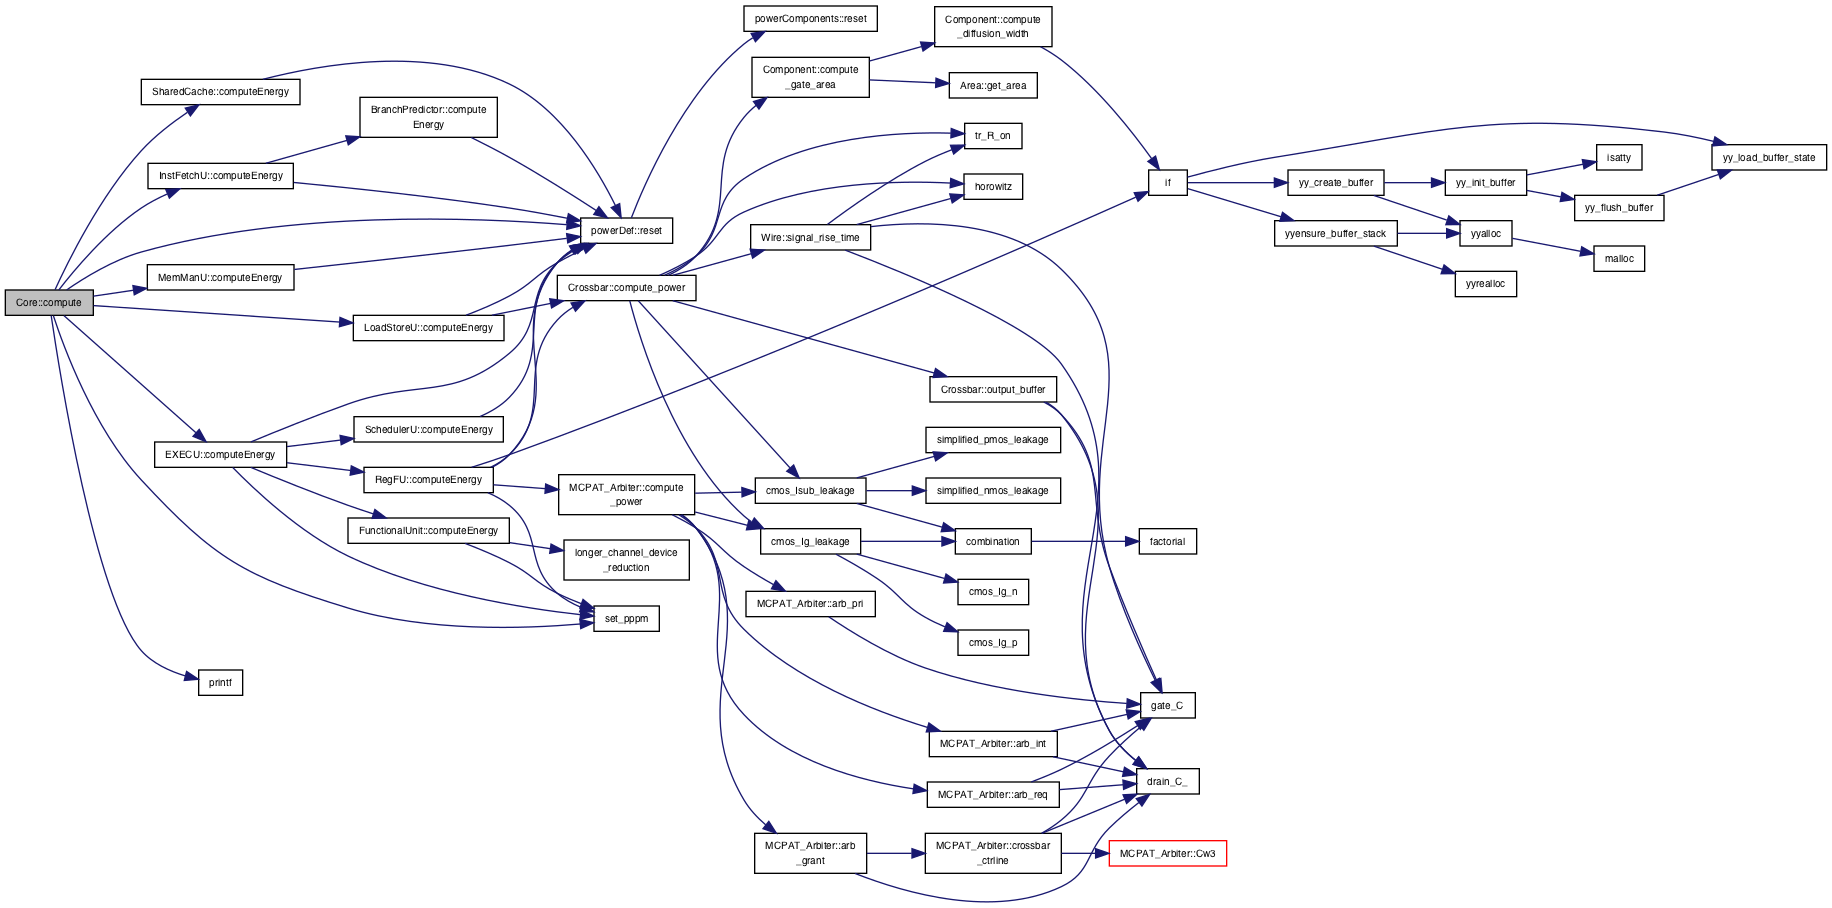 powerComponents::reset
Component::compute
_diffusion_width
Component::compute
_gate_area
Area::get_area
SharedCache::computeEnergy
BranchPredictor::compute
Energy
tr_R_on
horowitz
InstFetchU::computeEnergy
if
isatty
yy_load_buffer_state
yy_create_buffer
yy_init_buffer
yy_flush_buffer
powerDef::reset
Wire::signal_rise_time
yyensure_buffer_stack
yyalloc
malloc
yyrealloc
MemManU::computeEnergy
Crossbar::compute_power
Core::compute
LoadStoreU::computeEnergy
Crossbar::output_buffer
SchedulerU::computeEnergy
simplified_pmos_leakage
EXECU::computeEnergy
RegFU::computeEnergy
MCPAT_Arbiter::compute
_power
cmos_Isub_leakage
simplified_nmos_leakage
FunctionalUnit::computeEnergy
longer_channel_device
_reduction
cmos_Ig_leakage
combination
factorial
cmos_Ig_n
MCPAT_Arbiter::arb_pri
set_pppm
cmos_Ig_p
printf
gate_C
MCPAT_Arbiter::arb_int
drain_C_
MCPAT_Arbiter::arb_req
MCPAT_Arbiter::arb
_grant
MCPAT_Arbiter::crossbar
_ctrline
MCPAT_Arbiter::Cw3